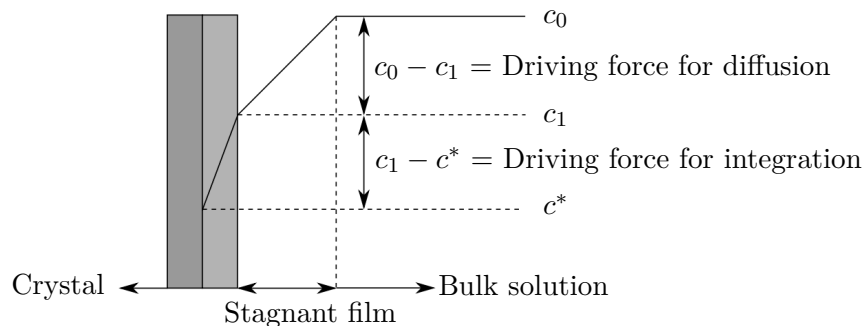 c₀
c₀ − c₁ = Driving force for diffusion
c₁
c₁ − c* = Driving force for integration
c*
Crystal
Bulk solution
Stagnant film